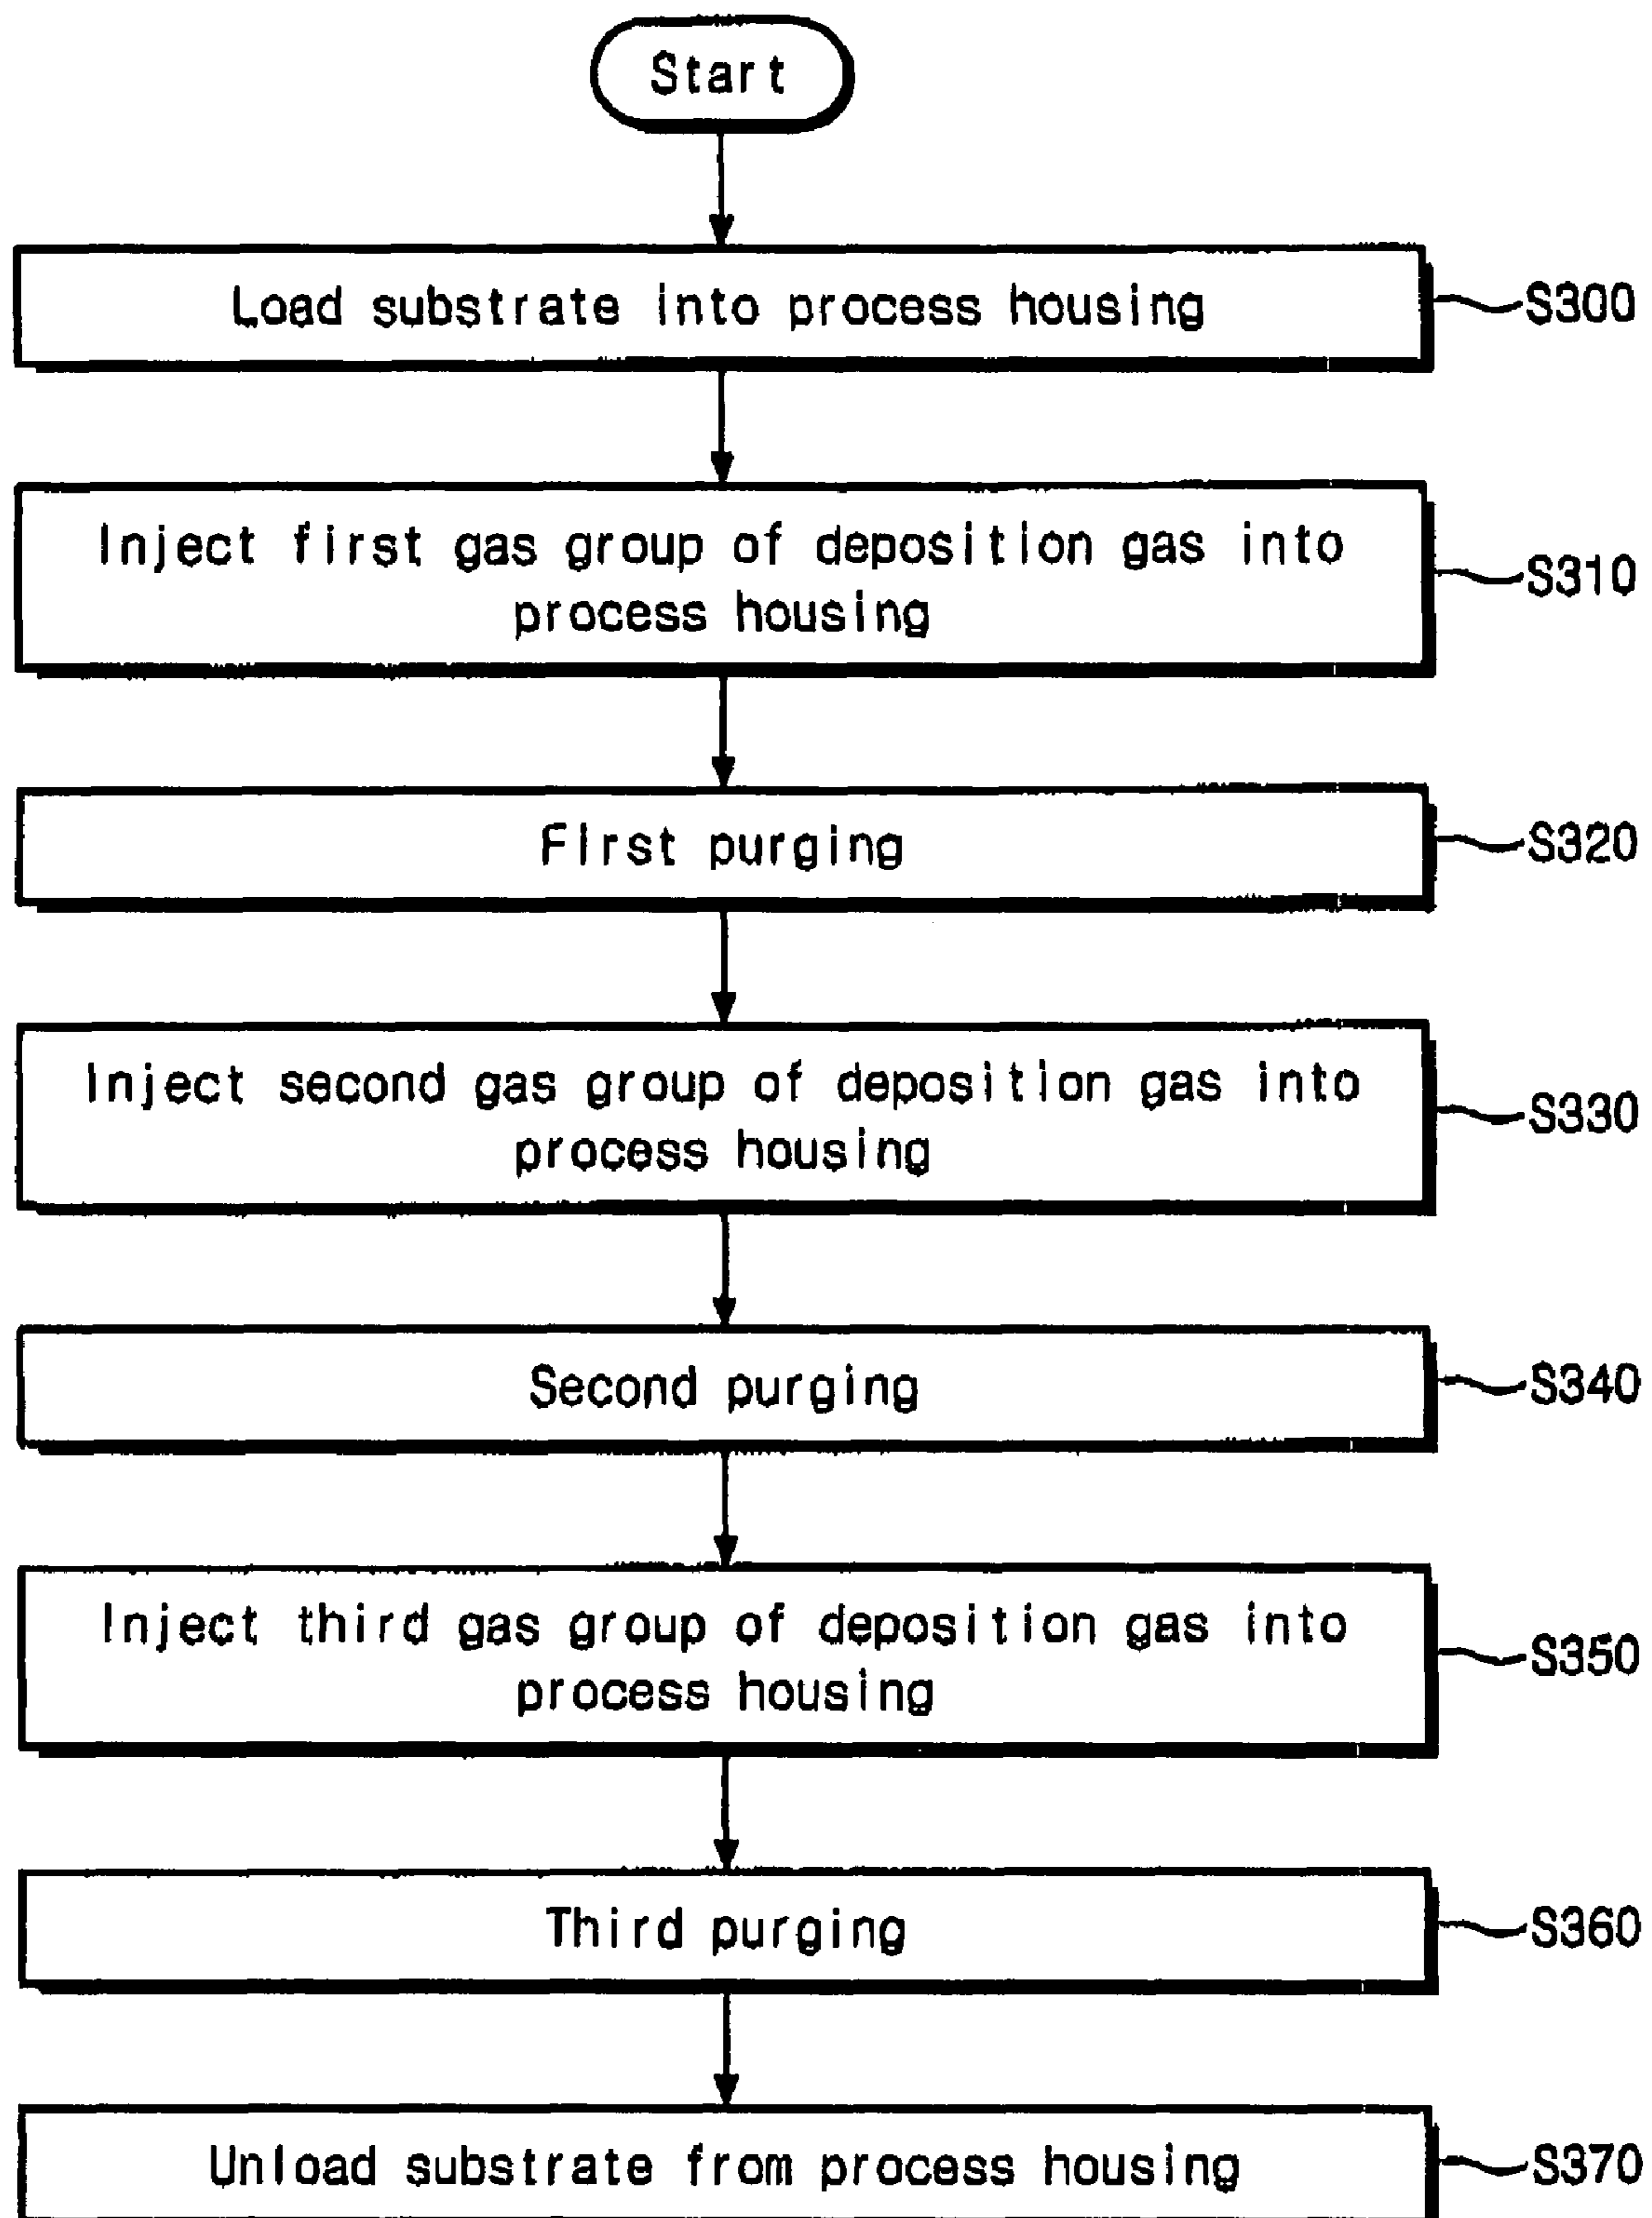 Start
Load substrate into process housing
S300
Inject first gas group of deposition gas into
process housing
S310
First purging
S320
Inject second gas group of deposition gas into
process housing
S330
Second purging
S340
Inject third gas group of deposition gas into
process housing
S350
Third purging
S360
Unload substrate from process housing
S370